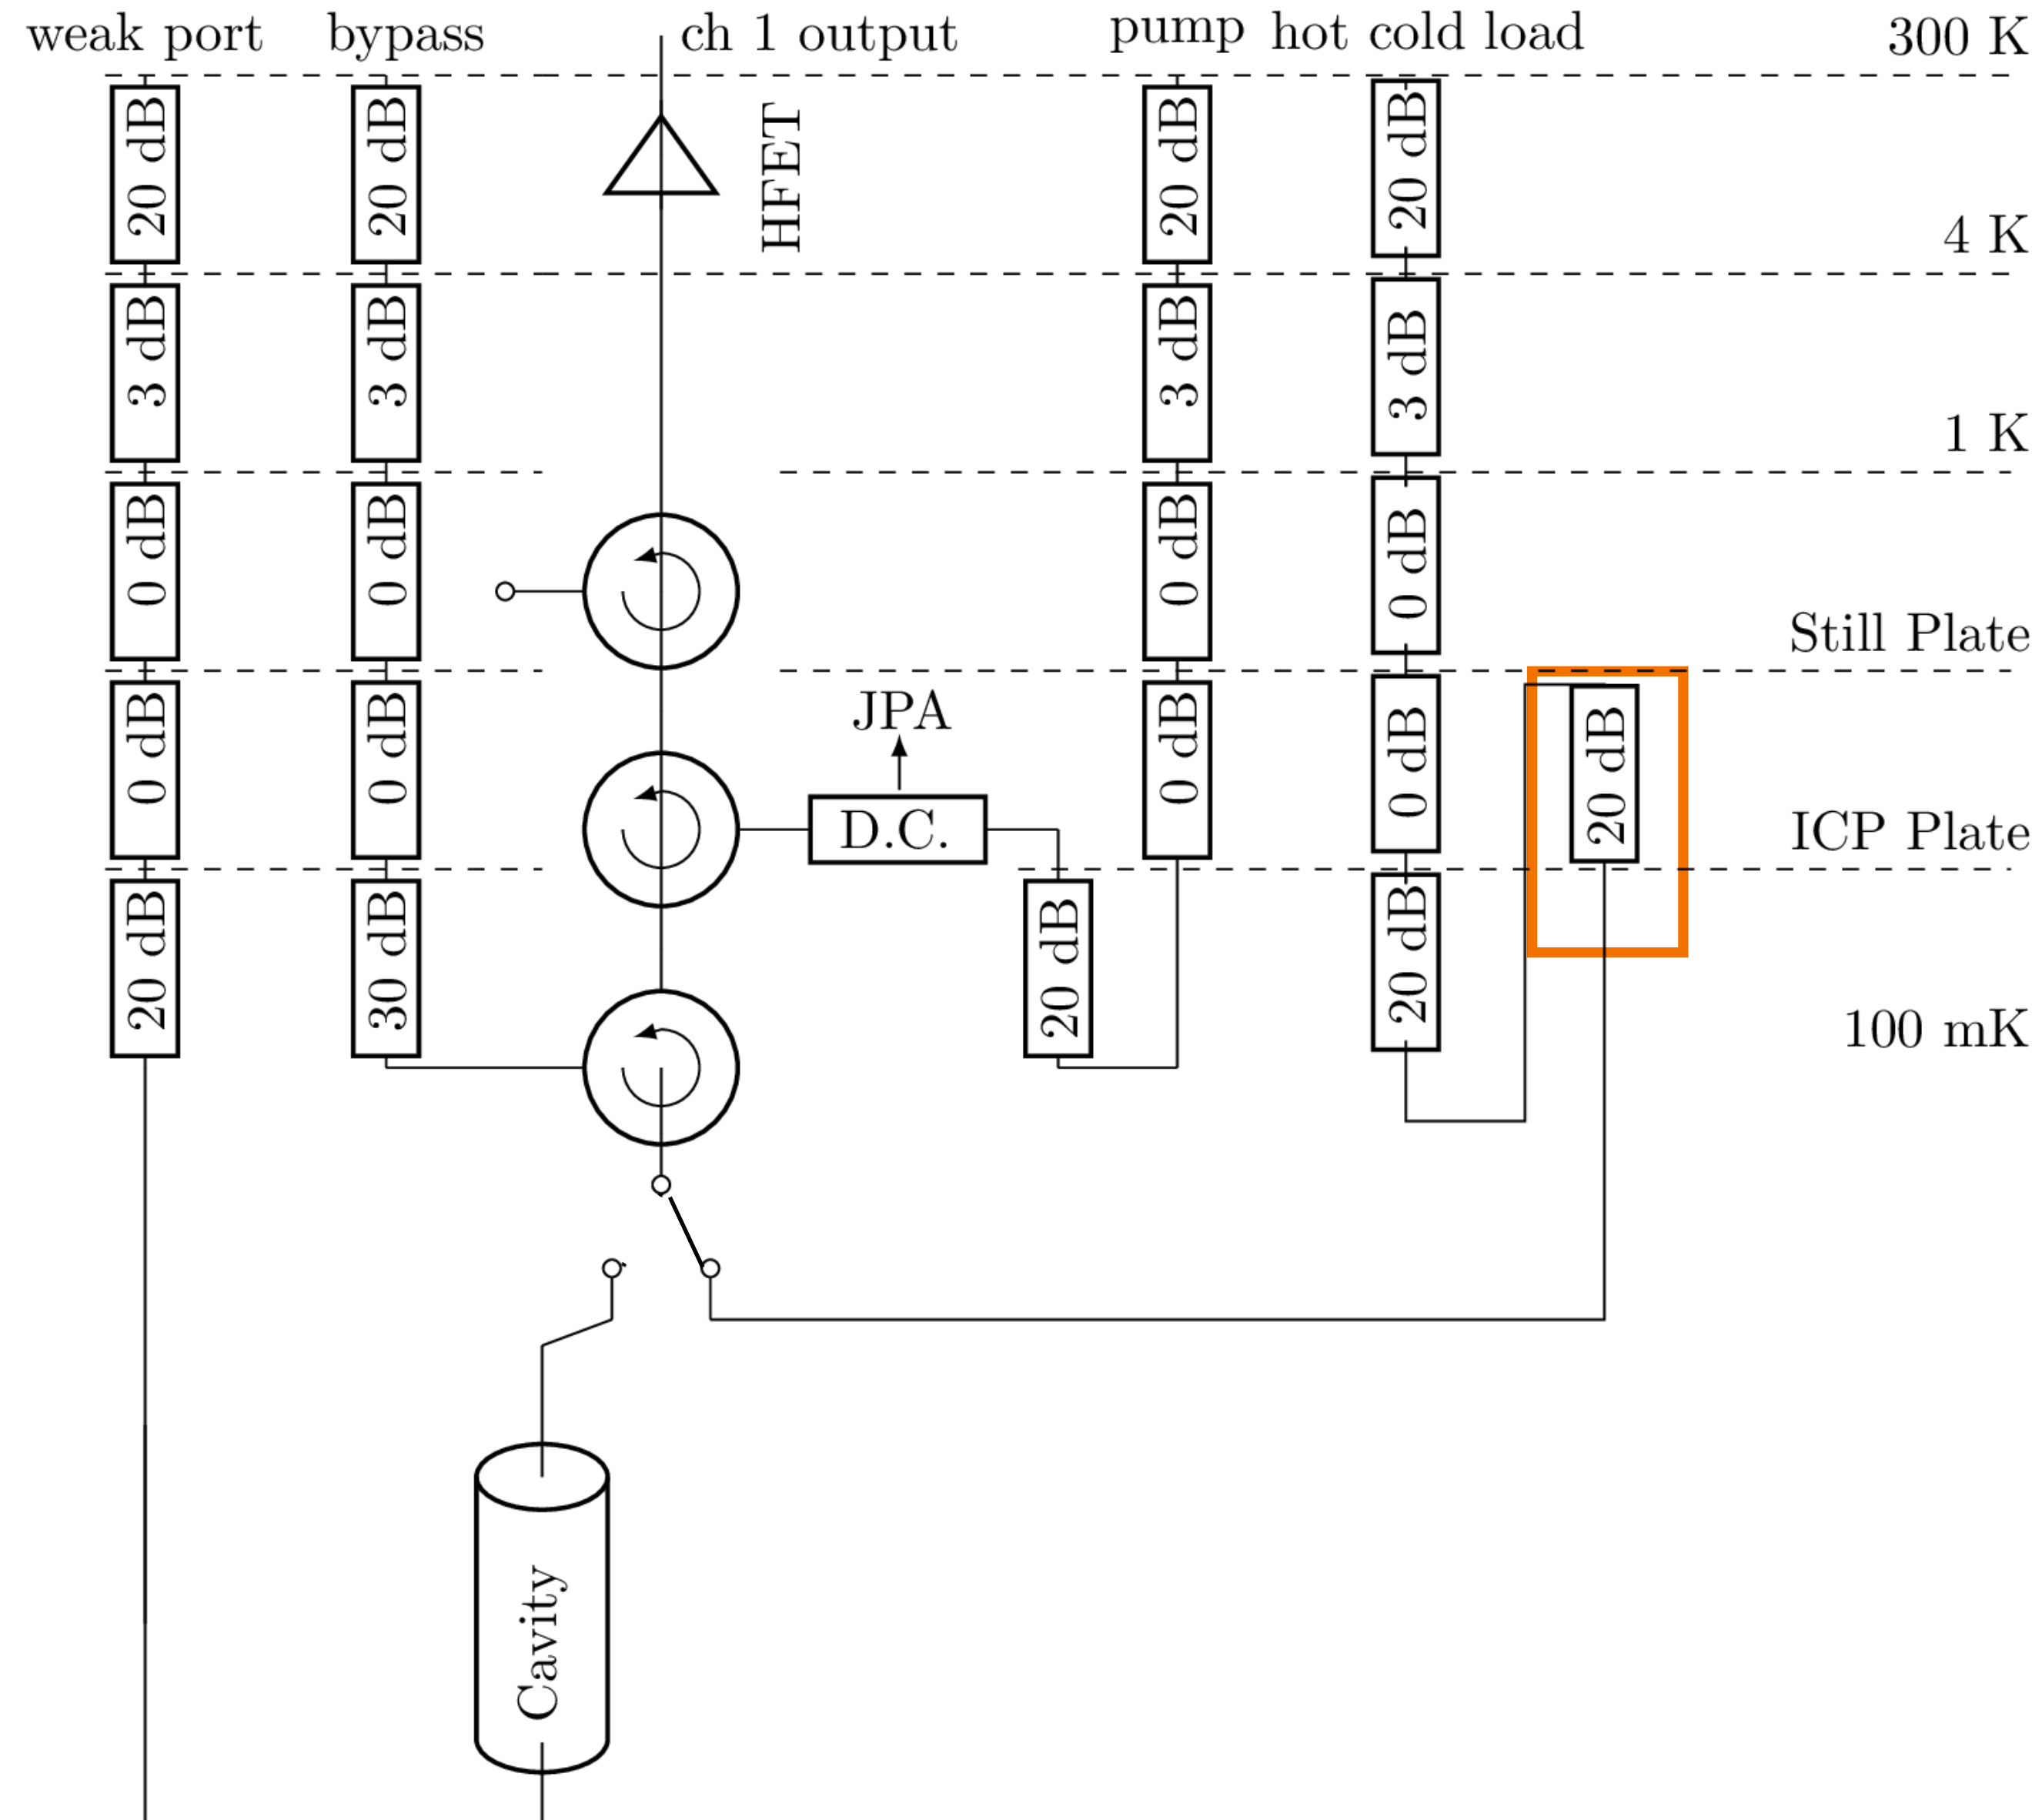 weak port
bypass
ch 1 output
pump
hot cold load
300 K
20 dB
20 dB
HFET
20 dB
20 dB
4 K
3 dB
3 dB
3 dB
3 dB
1 K
0 dB
0 dB
0 dB
0 dB
Still Plate
0 dB
0 dB
JPA
D.C.
0 dB
0 dB
20 dB
ICP Plate
20 dB
30 dB
20 dB
20 dB
100 mK
Cavity